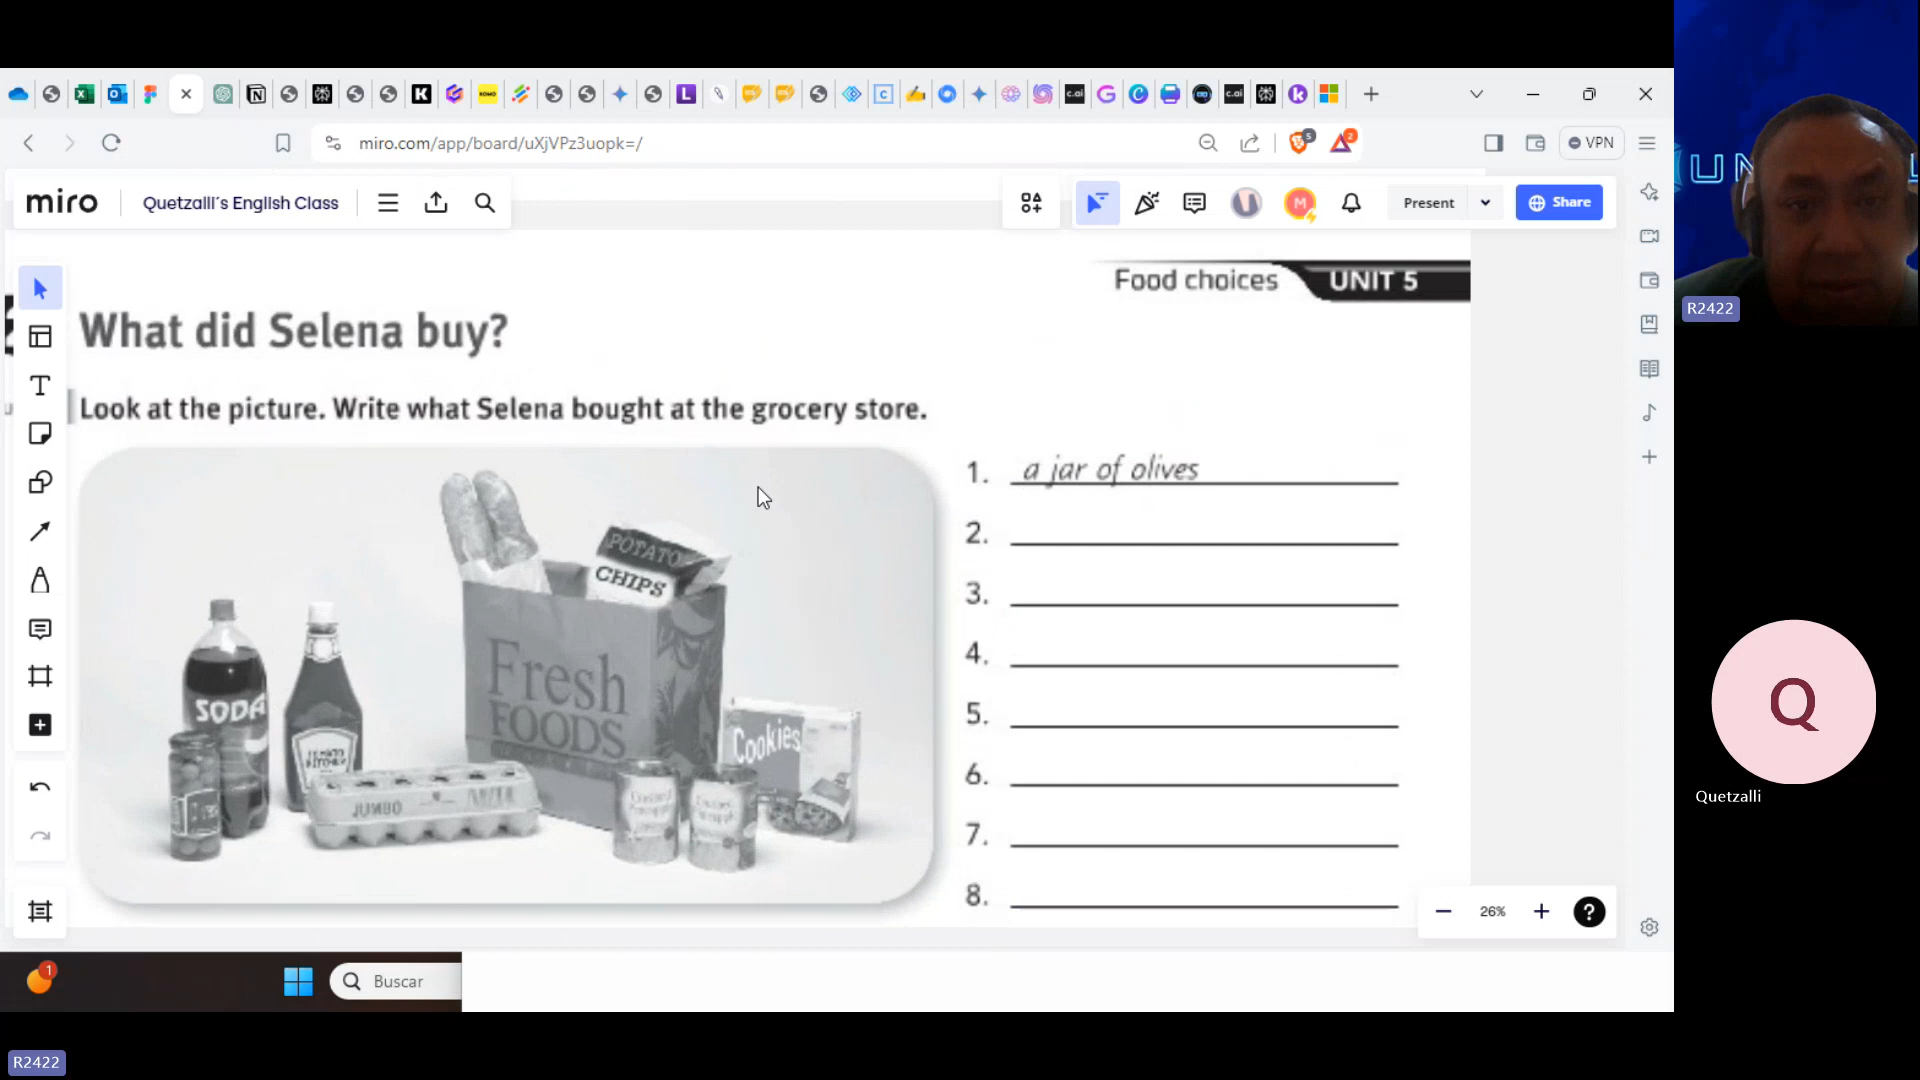 miro.com/app/board/uXjVPz3uopk=/
VPN
miro
Quetzalli´s English Class
Present
Share
Food choices UNIT 5
What did Selena buy?
Look at the picture. Write what Selena bought at the grocery store.
1. a jar of olives
2.
3.
4.
5.
6.
7.
8.
POTATO
CHIPS
Fresh
FOODS
SODA
Cookies
JUMBO
26%
Buscar
R2422
Q
Quetzalli
R2422